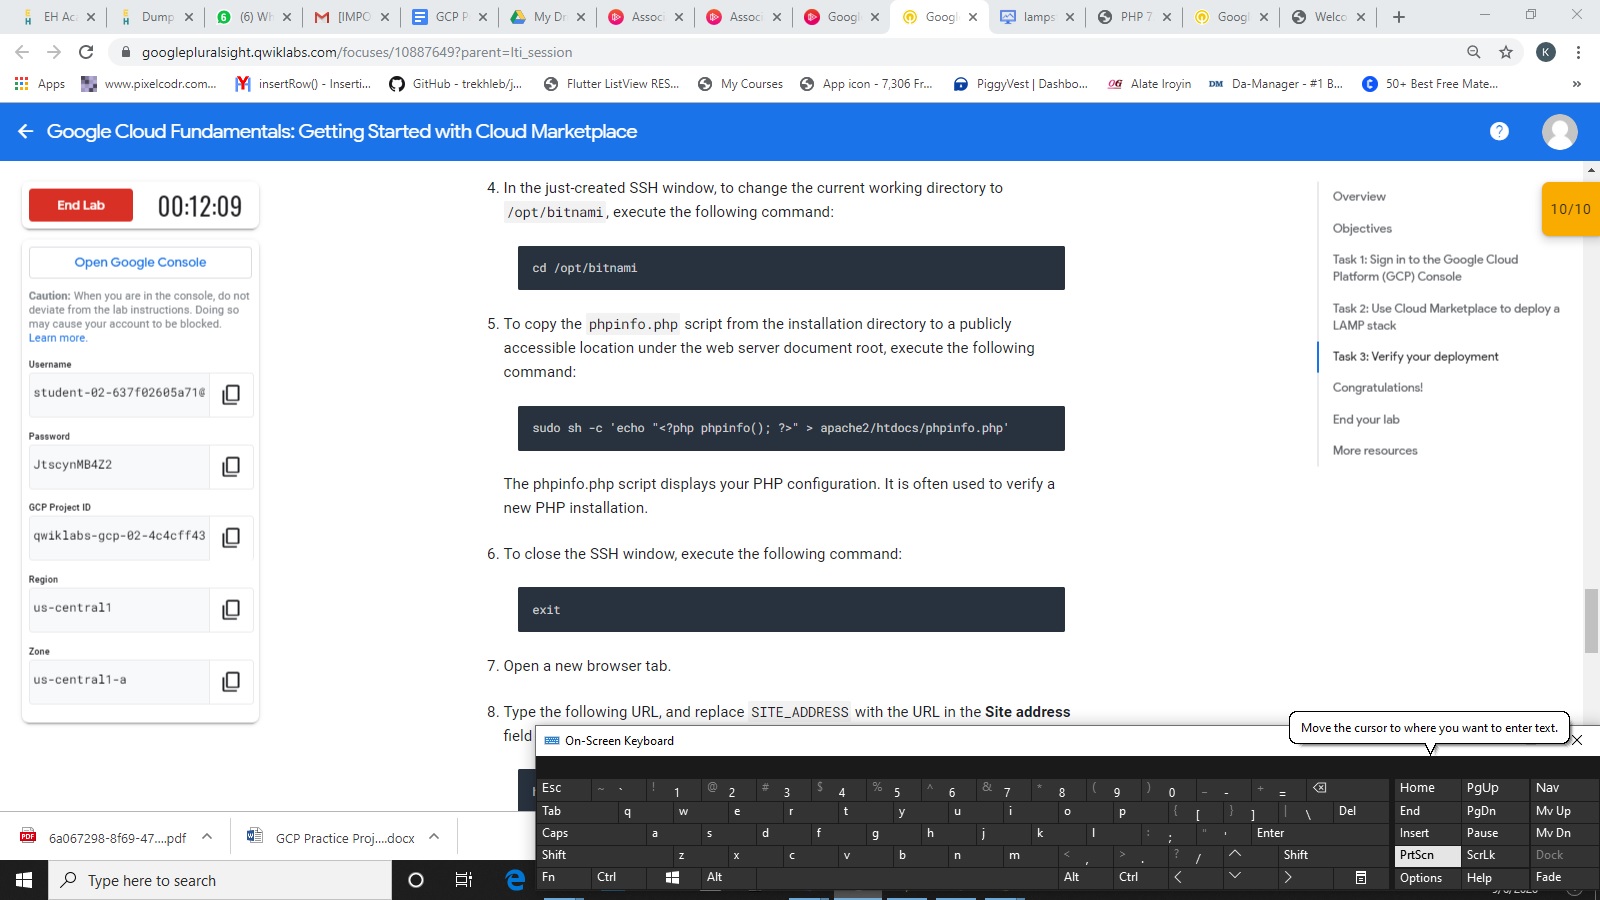 EH Ac
Dump
(6) Wh
[IMPO
GCP P
My Dr
Associ
Associ
Googl
Googl
lamps
PHP 7
Googl
Welco
googlepluralsight.qwiklabs.com/focuses/10887649?parent=lti_session
K
Apps
www.pixelcodr.com...
insertRow() - Inserti...
GitHub - trekhleb/j...
Flutter ListView RES...
My Courses
App icon - 7,306 Fr...
PiggyVest | Dashbo...
Alate Iroyin
DM Da-Manager - #1 B...
50+ Best Free Mate...
»
Google Cloud Fundamentals: Getting Started with Cloud Marketplace
End Lab
00:12:09
Open Google Console
Caution: When you are in the console, do not
deviate from the lab instructions. Doing so
may cause your account to be blocked.
Learn more.
Username
student-02-637f02605a71@
Password
JtscynMB4Z2
GCP Project ID
qwiklabs-gcp-02-4c4cff43
Region
us-central1
Zone
us-central1-a
4. In the just-created SSH window, to change the current working directory to
/opt/bitnami, execute the following command:
cd /opt/bitnami
5. To copy the phpinfo.php script from the installation directory to a publicly
accessible location under the web server document root, execute the following
command:
sudo sh -c 'echo "<?php phpinfo(); ?>" > apache2/htdocs/phpinfo.php'
The phpinfo.php script displays your PHP configuration. It is often used to verify a
new PHP installation.
6. To close the SSH window, execute the following command:
exit
7. Open a new browser tab.
8. Type the following URL, and replace SITE_ADDRESS with the URL in the Site address
field
Overview
Objectives
Task 1: Sign in to the Google Cloud
Platform (GCP) Console
Task 2: Use Cloud Marketplace to deploy a
LAMP stack
Task 3: Verify your deployment
Congratulations!
End your lab
More resources
10/10
Move the cursor to where you want to enter text.
On-Screen Keyboard
Esc ~ ` ! 1 @ 2 # 3 $ 4 % 5 ^ 6 & 7 * 8 ( 9 ) 0 _ - + = Home PgUp Nav
Tab q w e r t y u i o p { [ } ] | \ Del End PgDn Mv Up
Caps a s d f g h j k l : ; " ' Enter Insert Pause Mv Dn
Shift z x c v b n m < , > . ? / Shift PrtScn ScrLk Dock
Fn Ctrl Alt Alt Ctrl Options Help Fade
6a067298-8f69-47....pdf
GCP Practice Proj....docx
Type here to search